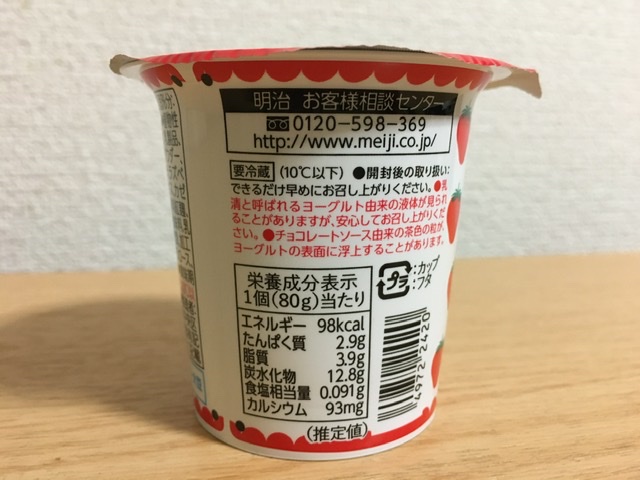 明治 お客様相談センター
0120-598-369
http://www.meiji.co.jp/
要冷蔵 (10℃以下) ●開封後の取り扱い:
できるだけ早めにお召し上がりください。●乳
清と呼ばれるヨーグルト由来の液体が見られ
ることがありますが、安心してお召し上がりくださ
い。●チョコレートソース由来の茶色の粒が、
ヨーグルトの表面に浮上することがあります。
栄養成分表示
1個(80g)当たり
エネルギー 98kcal
たんぱく質 2.9g
脂質 3.9g
炭水化物 12.8g
食塩相当量 0.091g
カルシウム 93mg
(推定値)
プラ :カップ
:フタ
4972 2420